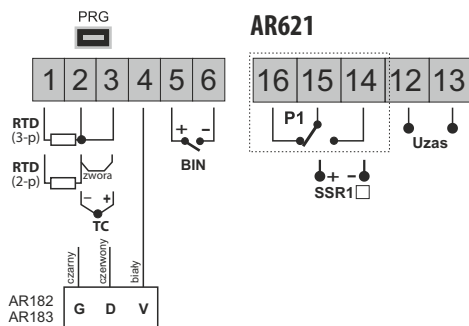 PRG
AR621
1 2 3 4 5 6
16 15 14 12 13
RTD
(3-p)
+ -
BIN
P1
Uzas
RTD
(2-p)
zwora
- +
TC
+ -
SSR1
czarny
czerwony
biały
AR182
AR183
G D V